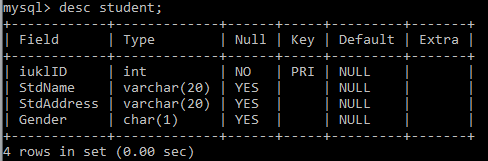 mysql> desc student;
+------------+-------------+------+-----+---------+-------+
| Field      | Type        | Null | Key | Default | Extra |
+------------+-------------+------+-----+---------+-------+
| iuklID     | int         | NO   | PRI | NULL    |       |
| StdName    | varchar(20) | YES  |     | NULL    |       |
| StdAddress | varchar(20) | YES  |     | NULL    |       |
| Gender     | char(1)     | YES  |     | NULL    |       |
+------------+-------------+------+-----+---------+-------+
4 rows in set (0.00 sec)